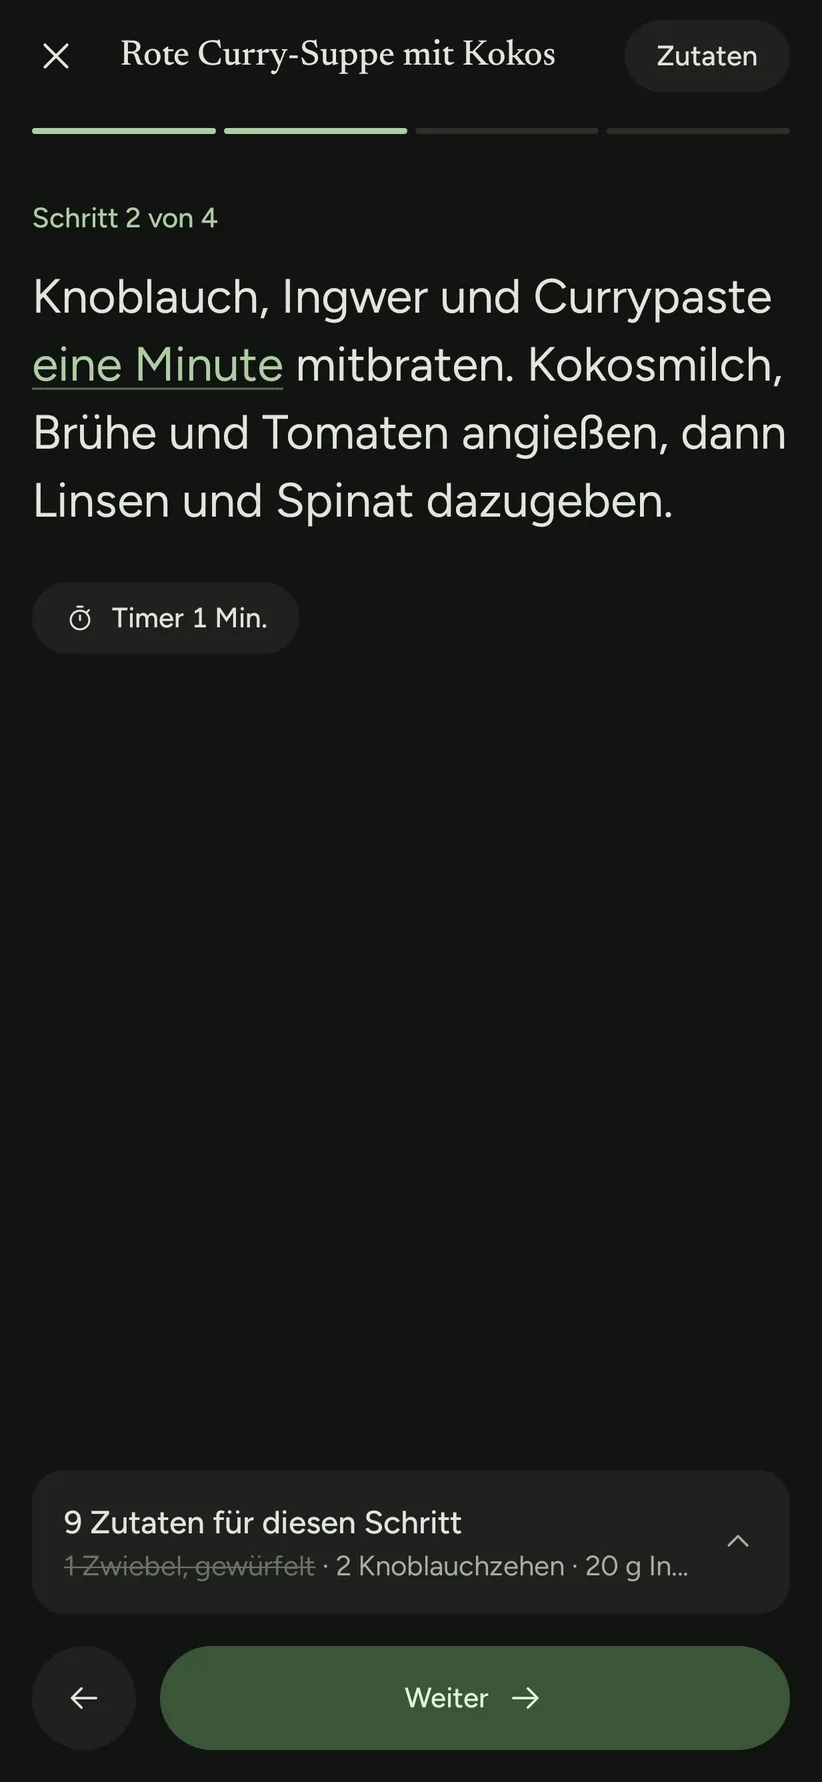 Rote Curry-Suppe mit Kokos
Zutaten
Schritt 2 von 4
Knoblauch, Ingwer und Currypaste
eine Minute mitbraten. Kokosmilch,
Brühe und Tomaten angießen, dann
Linsen und Spinat dazugeben.
Timer 1 Min.
9 Zutaten für diesen Schritt
1 Zwiebel, gewürfelt · 2 Knoblauchzehen · 20 g In...
Weiter